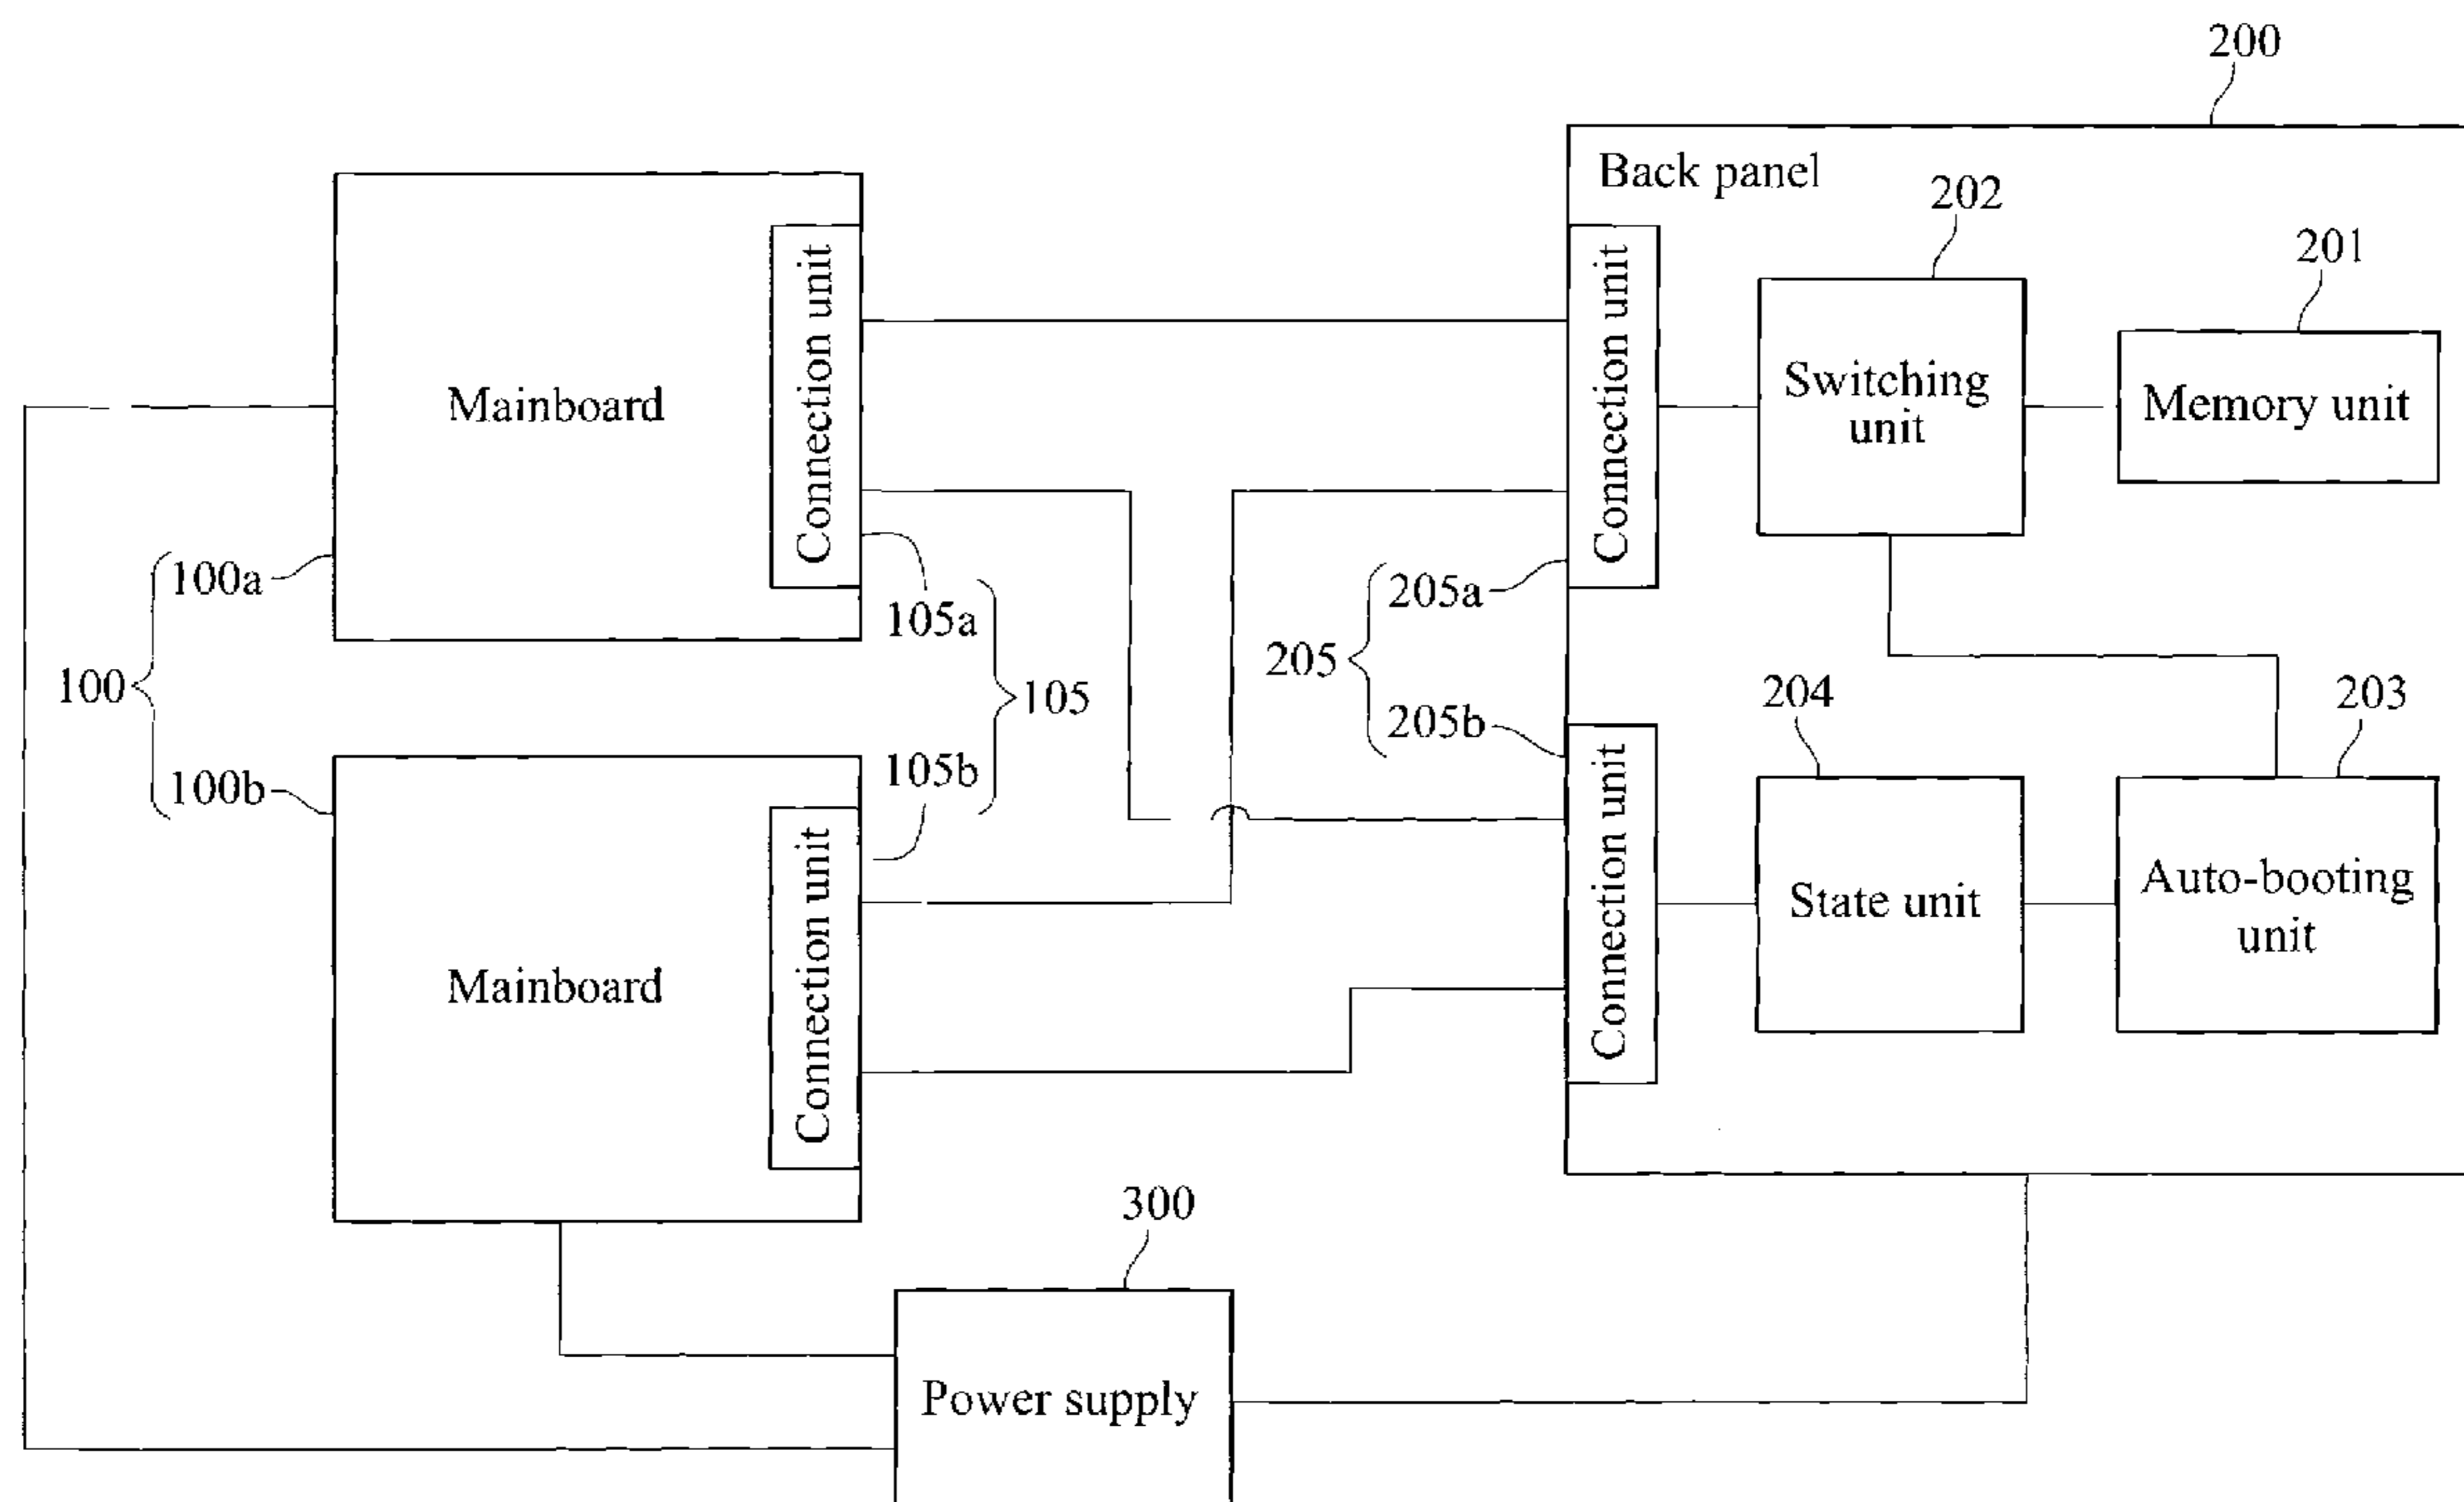 200
Back panel
202
201
Connection unit
Connection unit
Mainboard
Switching
unit
Memory unit
100a
105a
205a
100
105
205
204
203
100b
105b
205b
Connection unit
Connection unit
Mainboard
State unit
Auto-booting
unit
300
Power supply